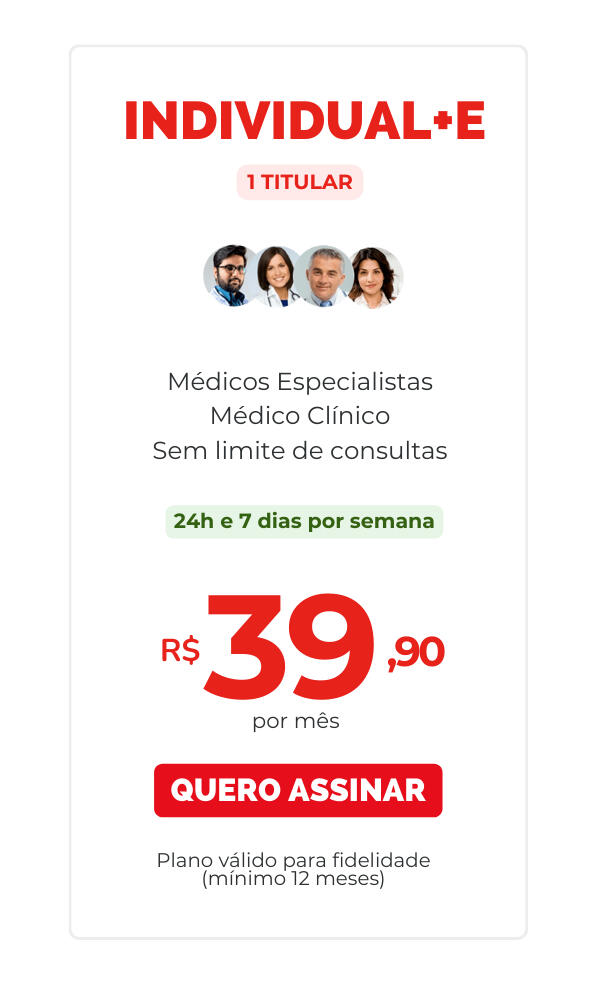 INDIVIDUAL+E
1 TITULAR
Médicos Especialistas
Médico Clínico
Sem limite de consultas
24h e 7 dias por semana
R$ 39,90
por mês
QUERO ASSINAR
Plano válido para fidelidade
(mínimo 12 meses)